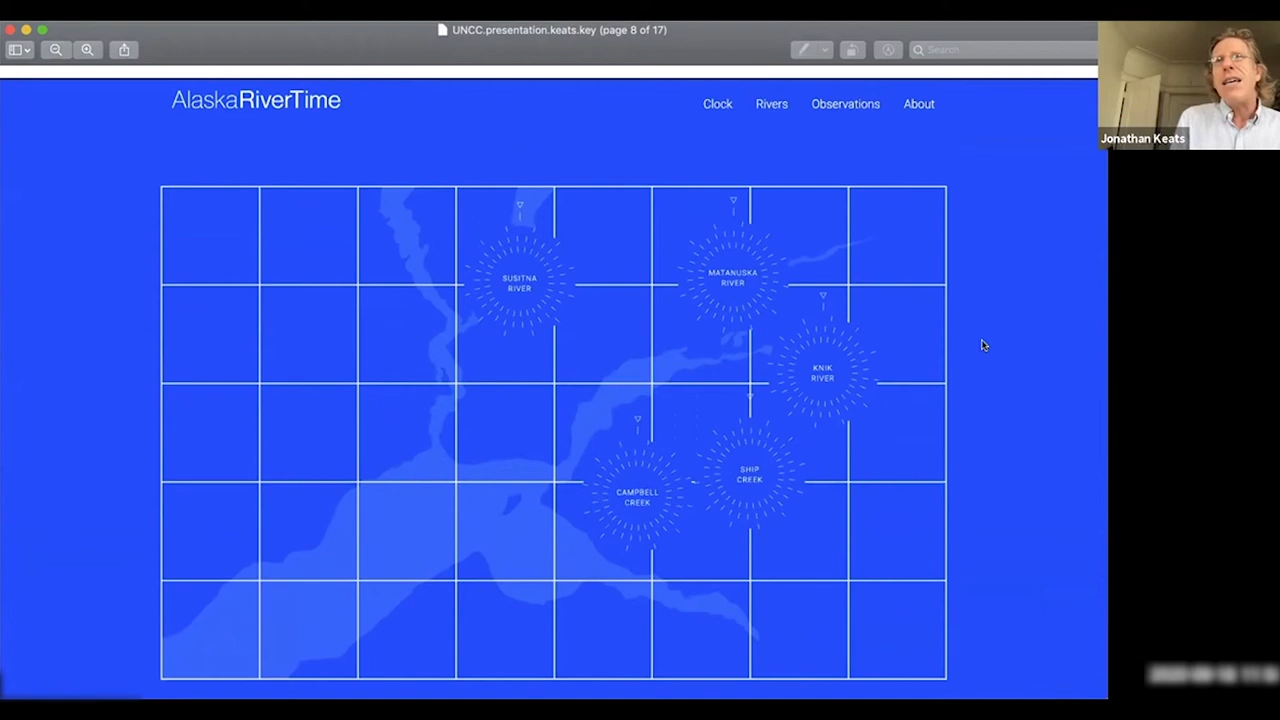 UNCC.presentation.keats.key (page 8 of 17)
Search
Jonathan Keats
AlaskaRiverTime
Clock Rivers Observations About
SUSITNA
RIVER
MATANUSKA
RIVER
KNIK
RIVER
SHIP
CREEK
CAMPBELL
CREEK